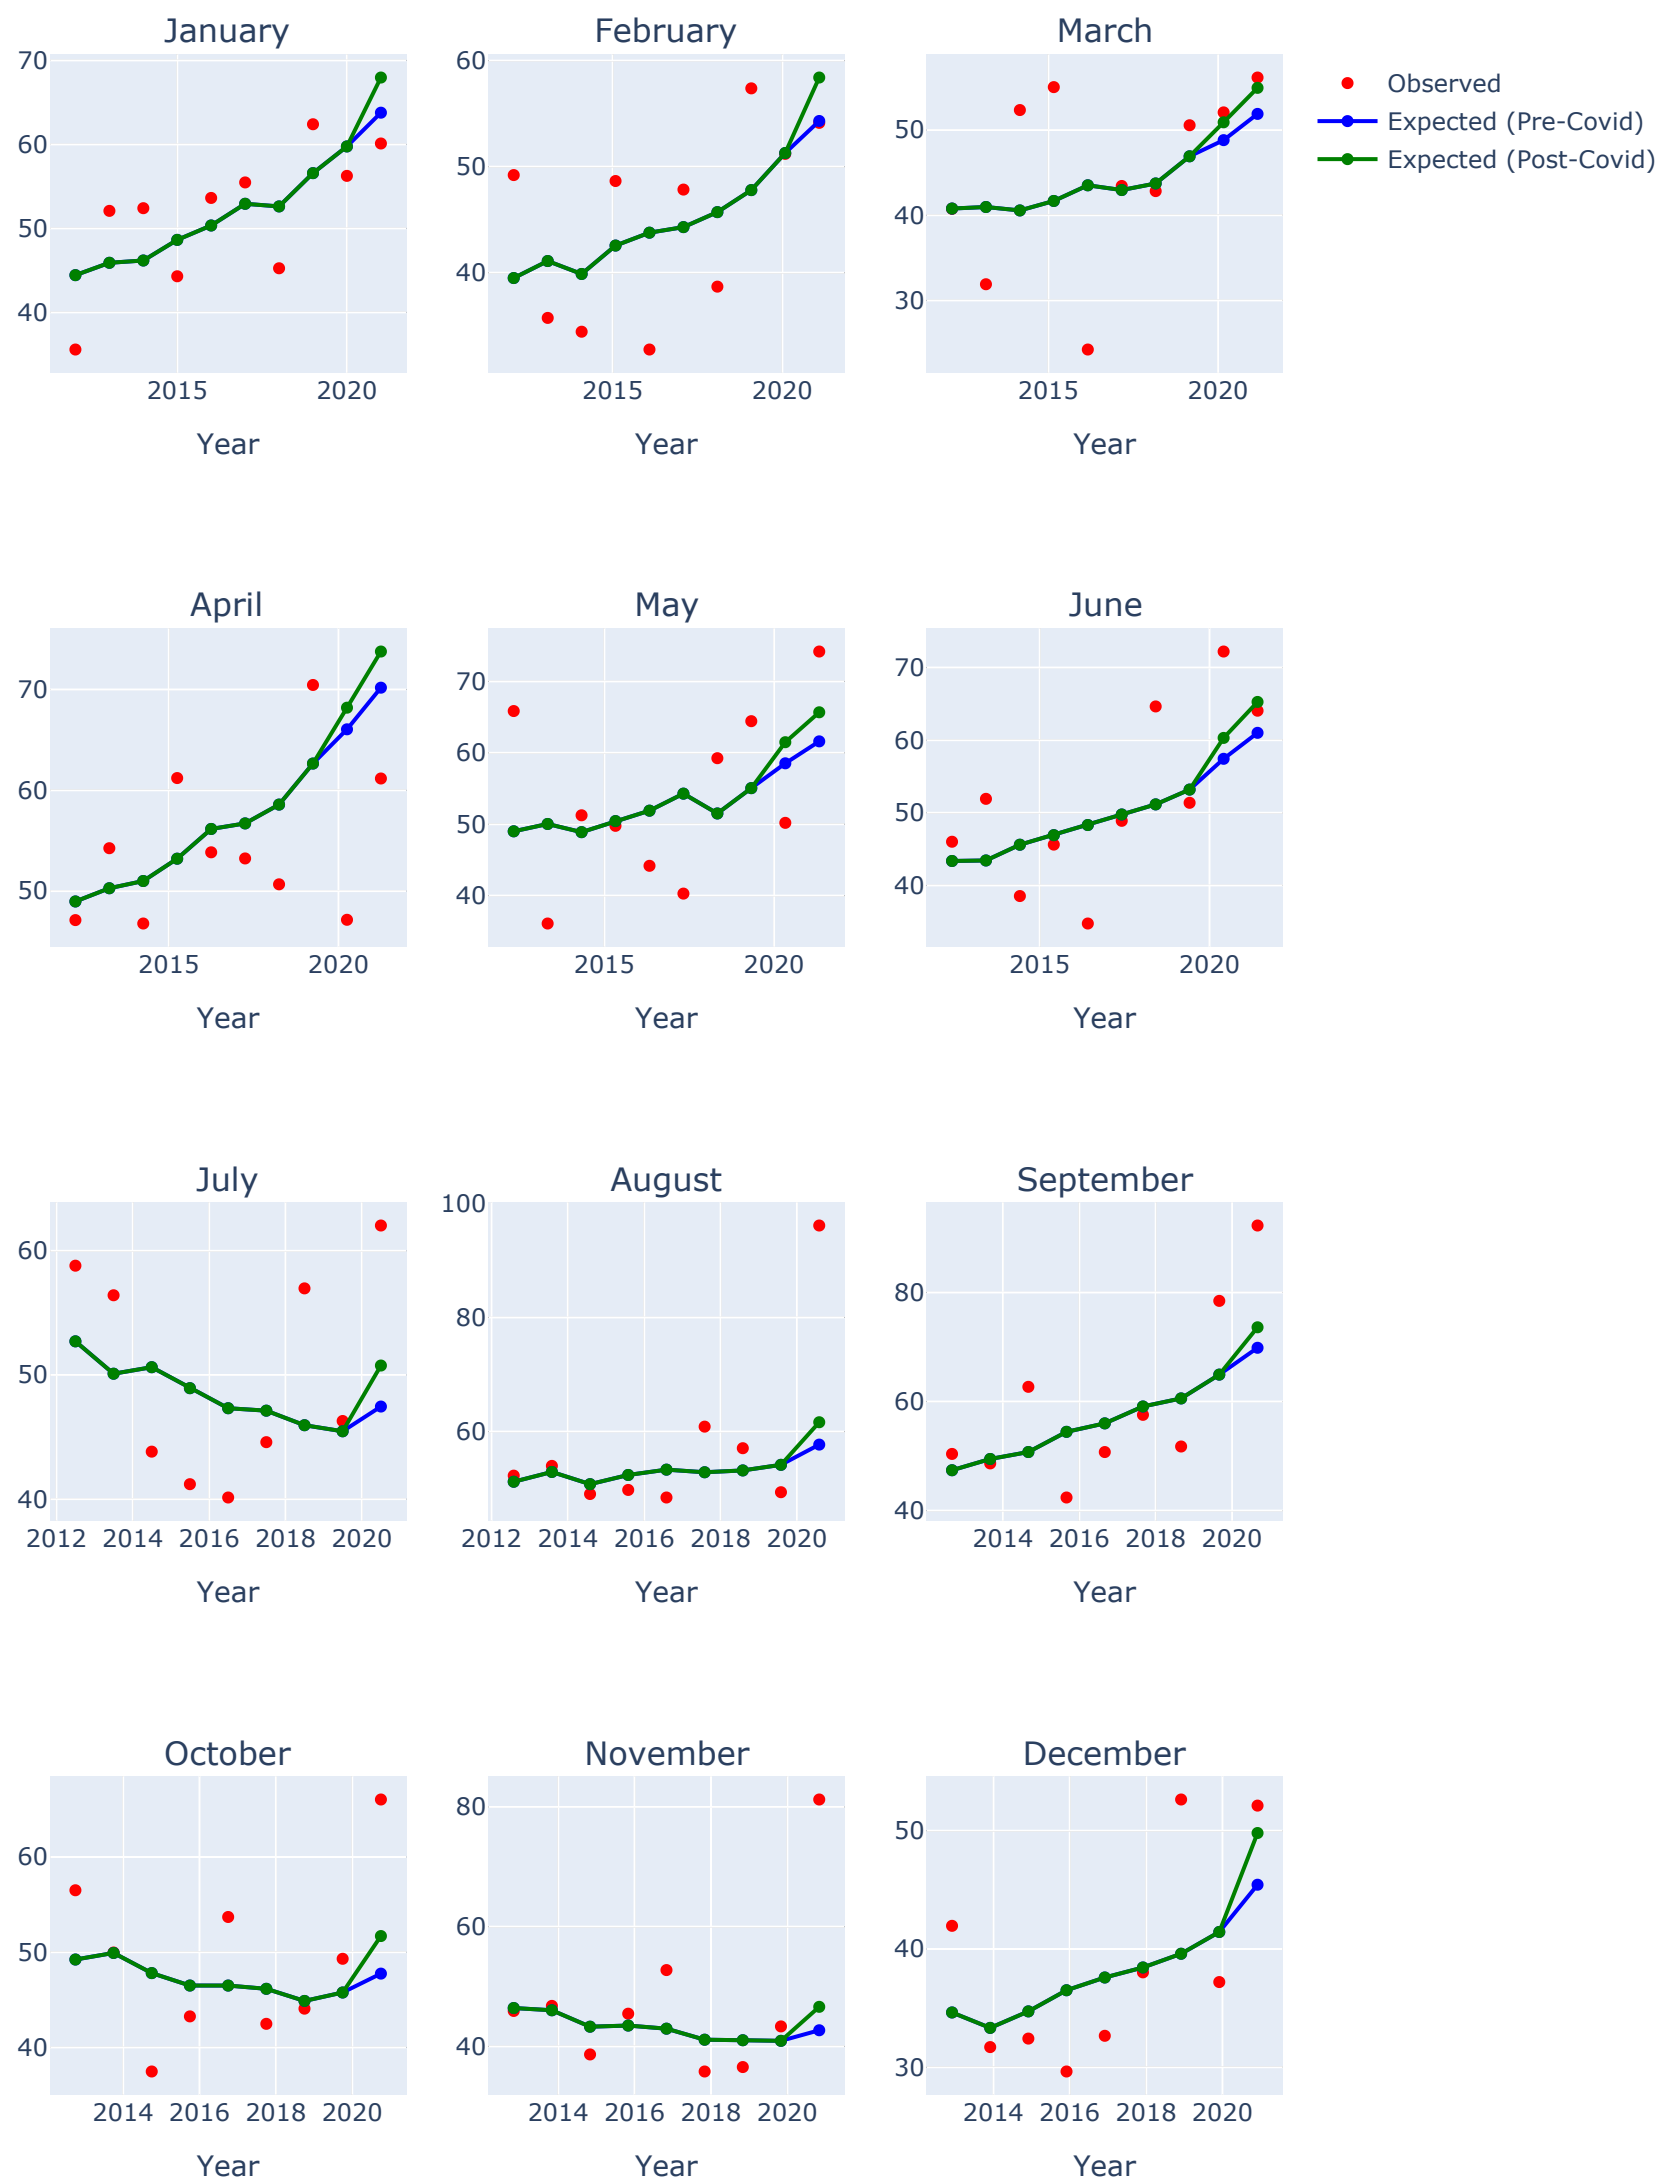 January
February
March
70
60
50
40
2015
2020
Year
60
50
40
2015
2020
Year
50
40
30
2015
2020
Year
Observed
Expected (Pre-Covid)
Expected (Post-Covid)
April
May
June
70
60
50
2015
2020
Year
70
60
50
40
2015
2020
Year
70
60
50
40
2015
2020
Year
July
August
September
60
50
40
2012
2014
2016
2018
2020
Year
100
80
60
2012
2014
2016
2018
2020
Year
80
60
40
2014
2016
2018
2020
Year
October
November
December
60
50
40
2014
2016
2018
2020
Year
80
60
40
2014
2016
2018
2020
Year
50
40
30
2014
2016
2018
2020
Year